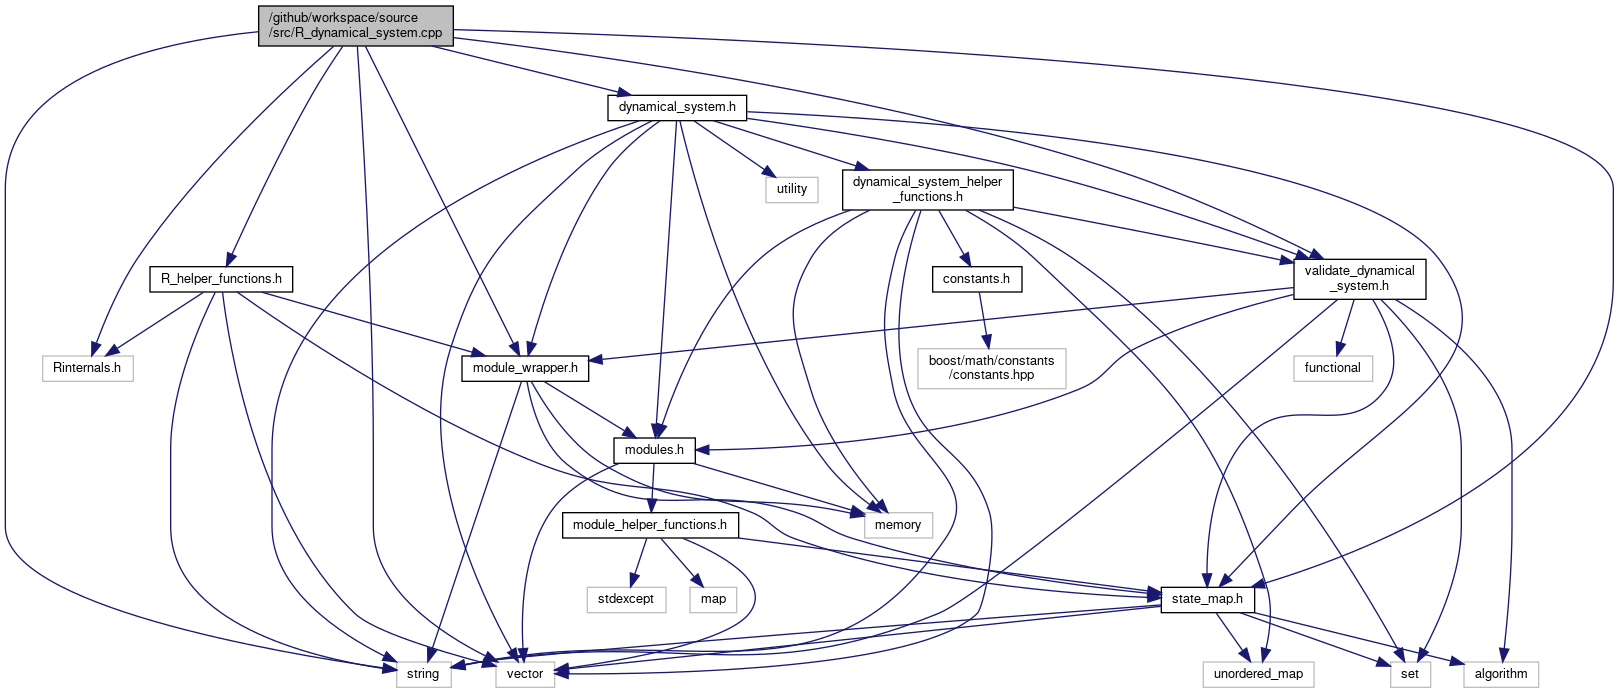 /github/workspace/source
/src/R_dynamical_system.cpp
dynamical_system.h
utility
dynamical_system_helper
_functions.h
R_helper_functions.h
constants.h
validate_dynamical
_system.h
Rinternals.h
module_wrapper.h
boost/math/constants
/constants.hpp
functional
modules.h
module_helper_functions.h
memory
stdexcept
map
state_map.h
string
vector
unordered_map
set
algorithm